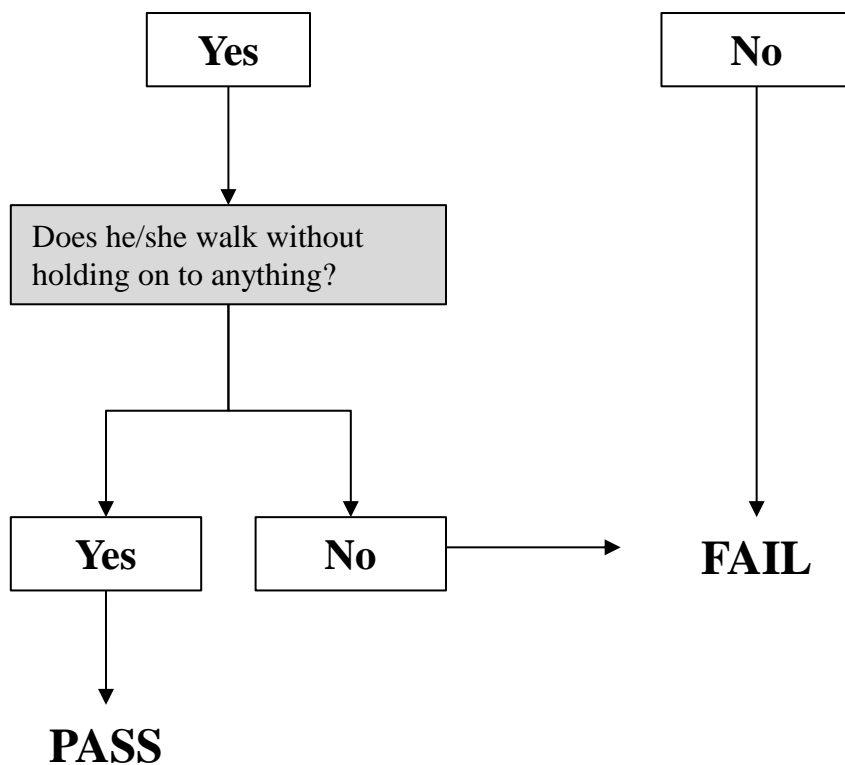 Yes
No
Does he/she walk without
holding on to anything?
Yes
No
FAIL
PASS